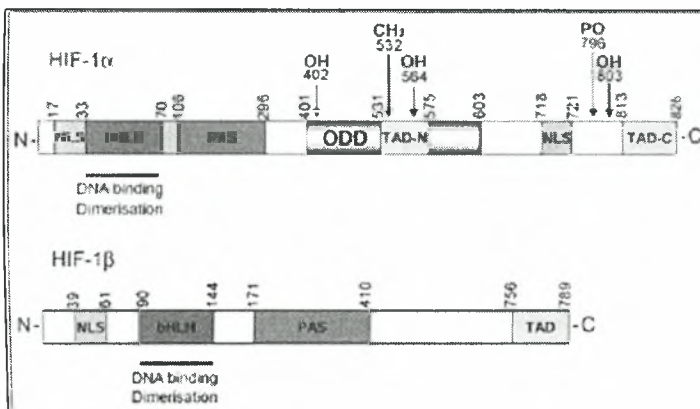 HIF-1α
CH₃ 532
PO 796
OH 402
OH 564
OH 803
17 33 70 106 296 401 531 575 603 718 721 813 826
N- NLS bHLH PAS ODD TAD-N NLS TAD-C -C
DNA binding
Dimerisation
HIF-1β
39 61 90 144 171 410 756 789
N- NLS bHLH PAS TAD -C
DNA binding
Dimerisation